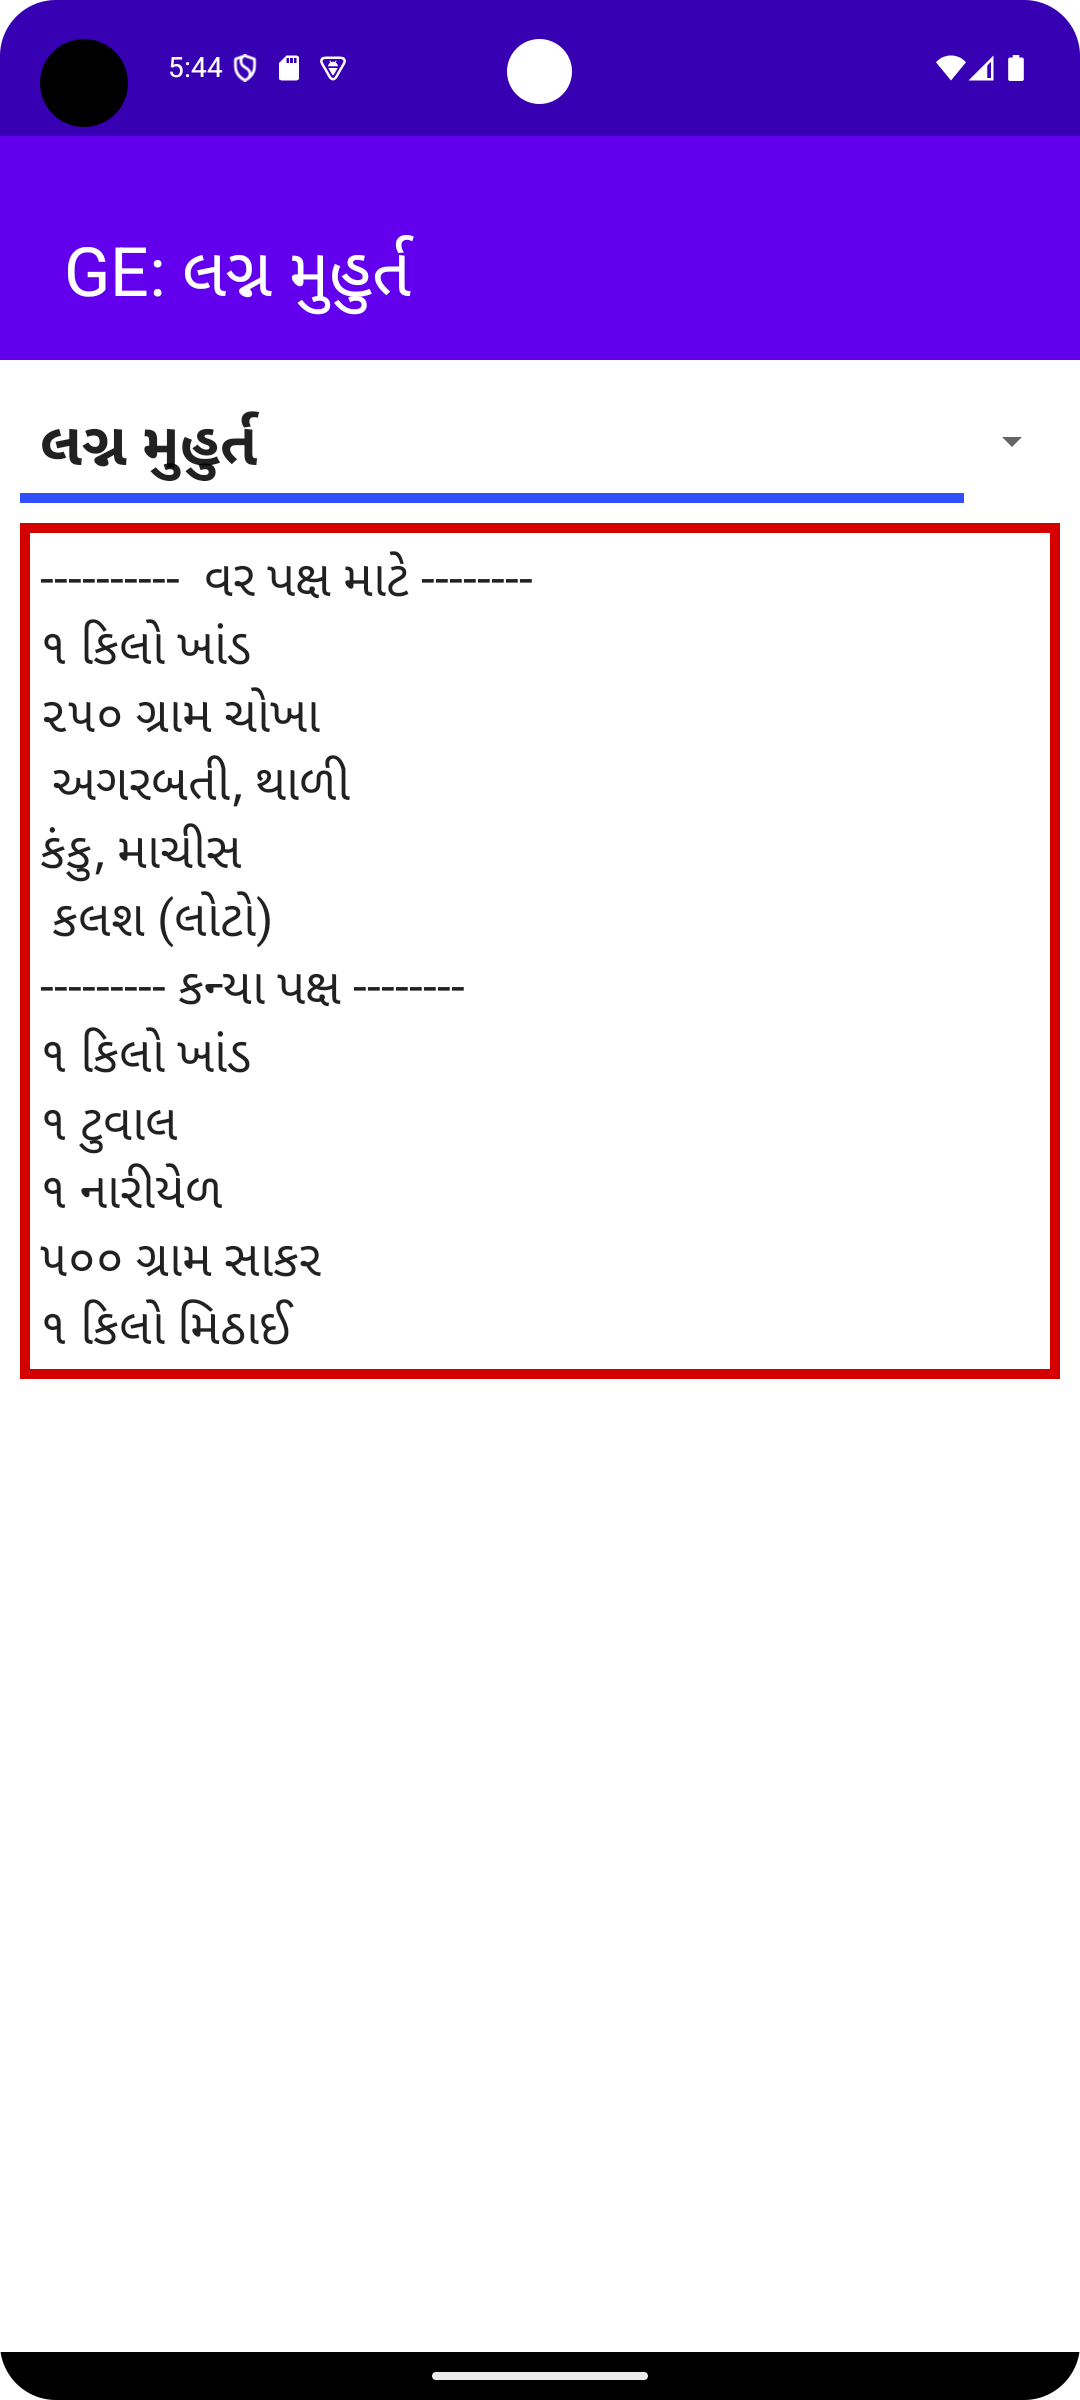 5:44
GE: લગ્ન મુહુર્ત
લગ્ન મુહુર્ત
---------- વર પક્ષ માટે --------
૧ કિલો ખાંડ
૨૫૦ ગ્રામ ચોખા
અગરબતી, થાળી
કંકુ, માચીસ
કલશ (લોટો)
--------- કન્યા પક્ષ --------
૧ કિલો ખાંડ
૧ ટુવાલ
૧ નારીયેળ
૫૦૦ ગ્રામ સાકર
૧ કિલો મિઠાઈ